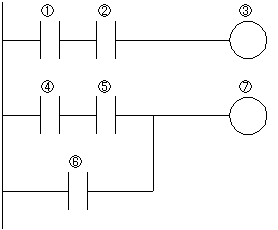 ① ② ③
④ ⑤ ⑦
⑥